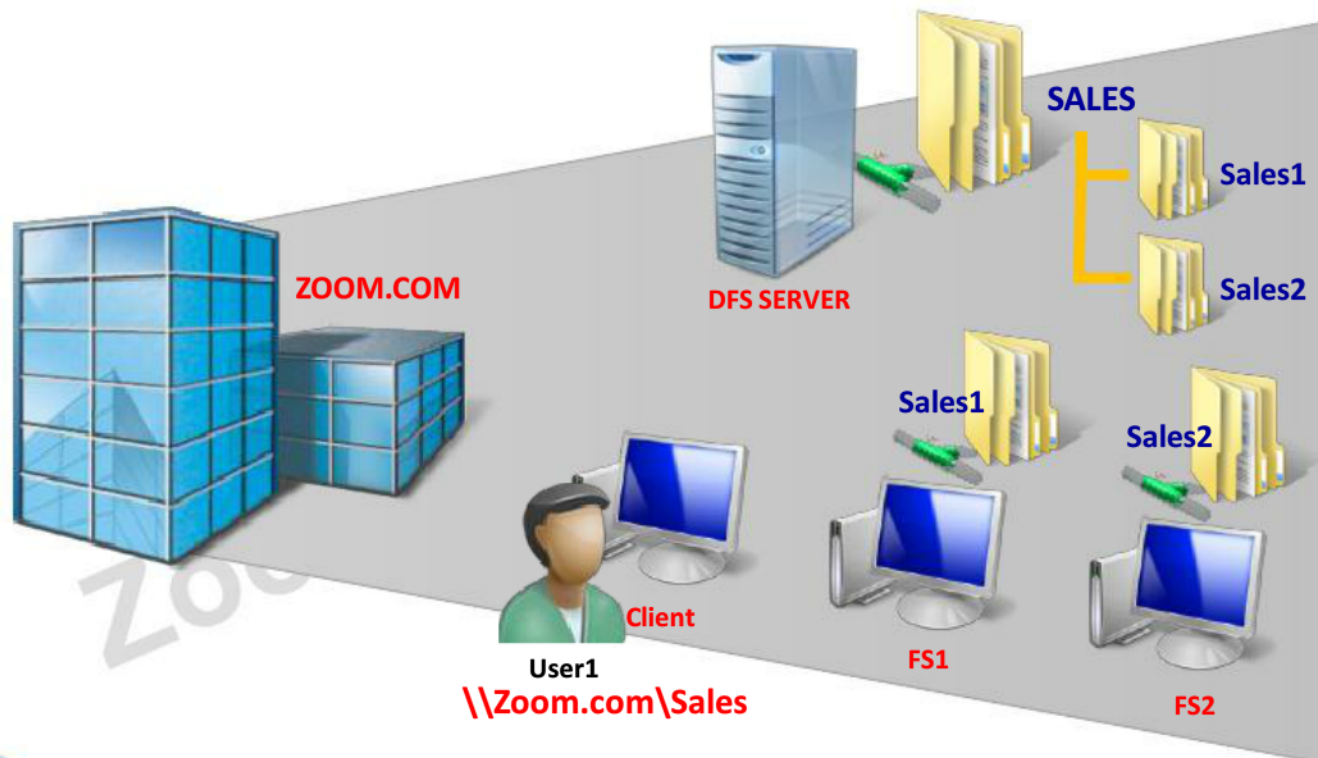 SALES
Sales1
Sales2
ZOOM.COM
DFS SERVER
Sales1
Sales2
Client
User1
\\Zoom.com\Sales
FS1
FS2